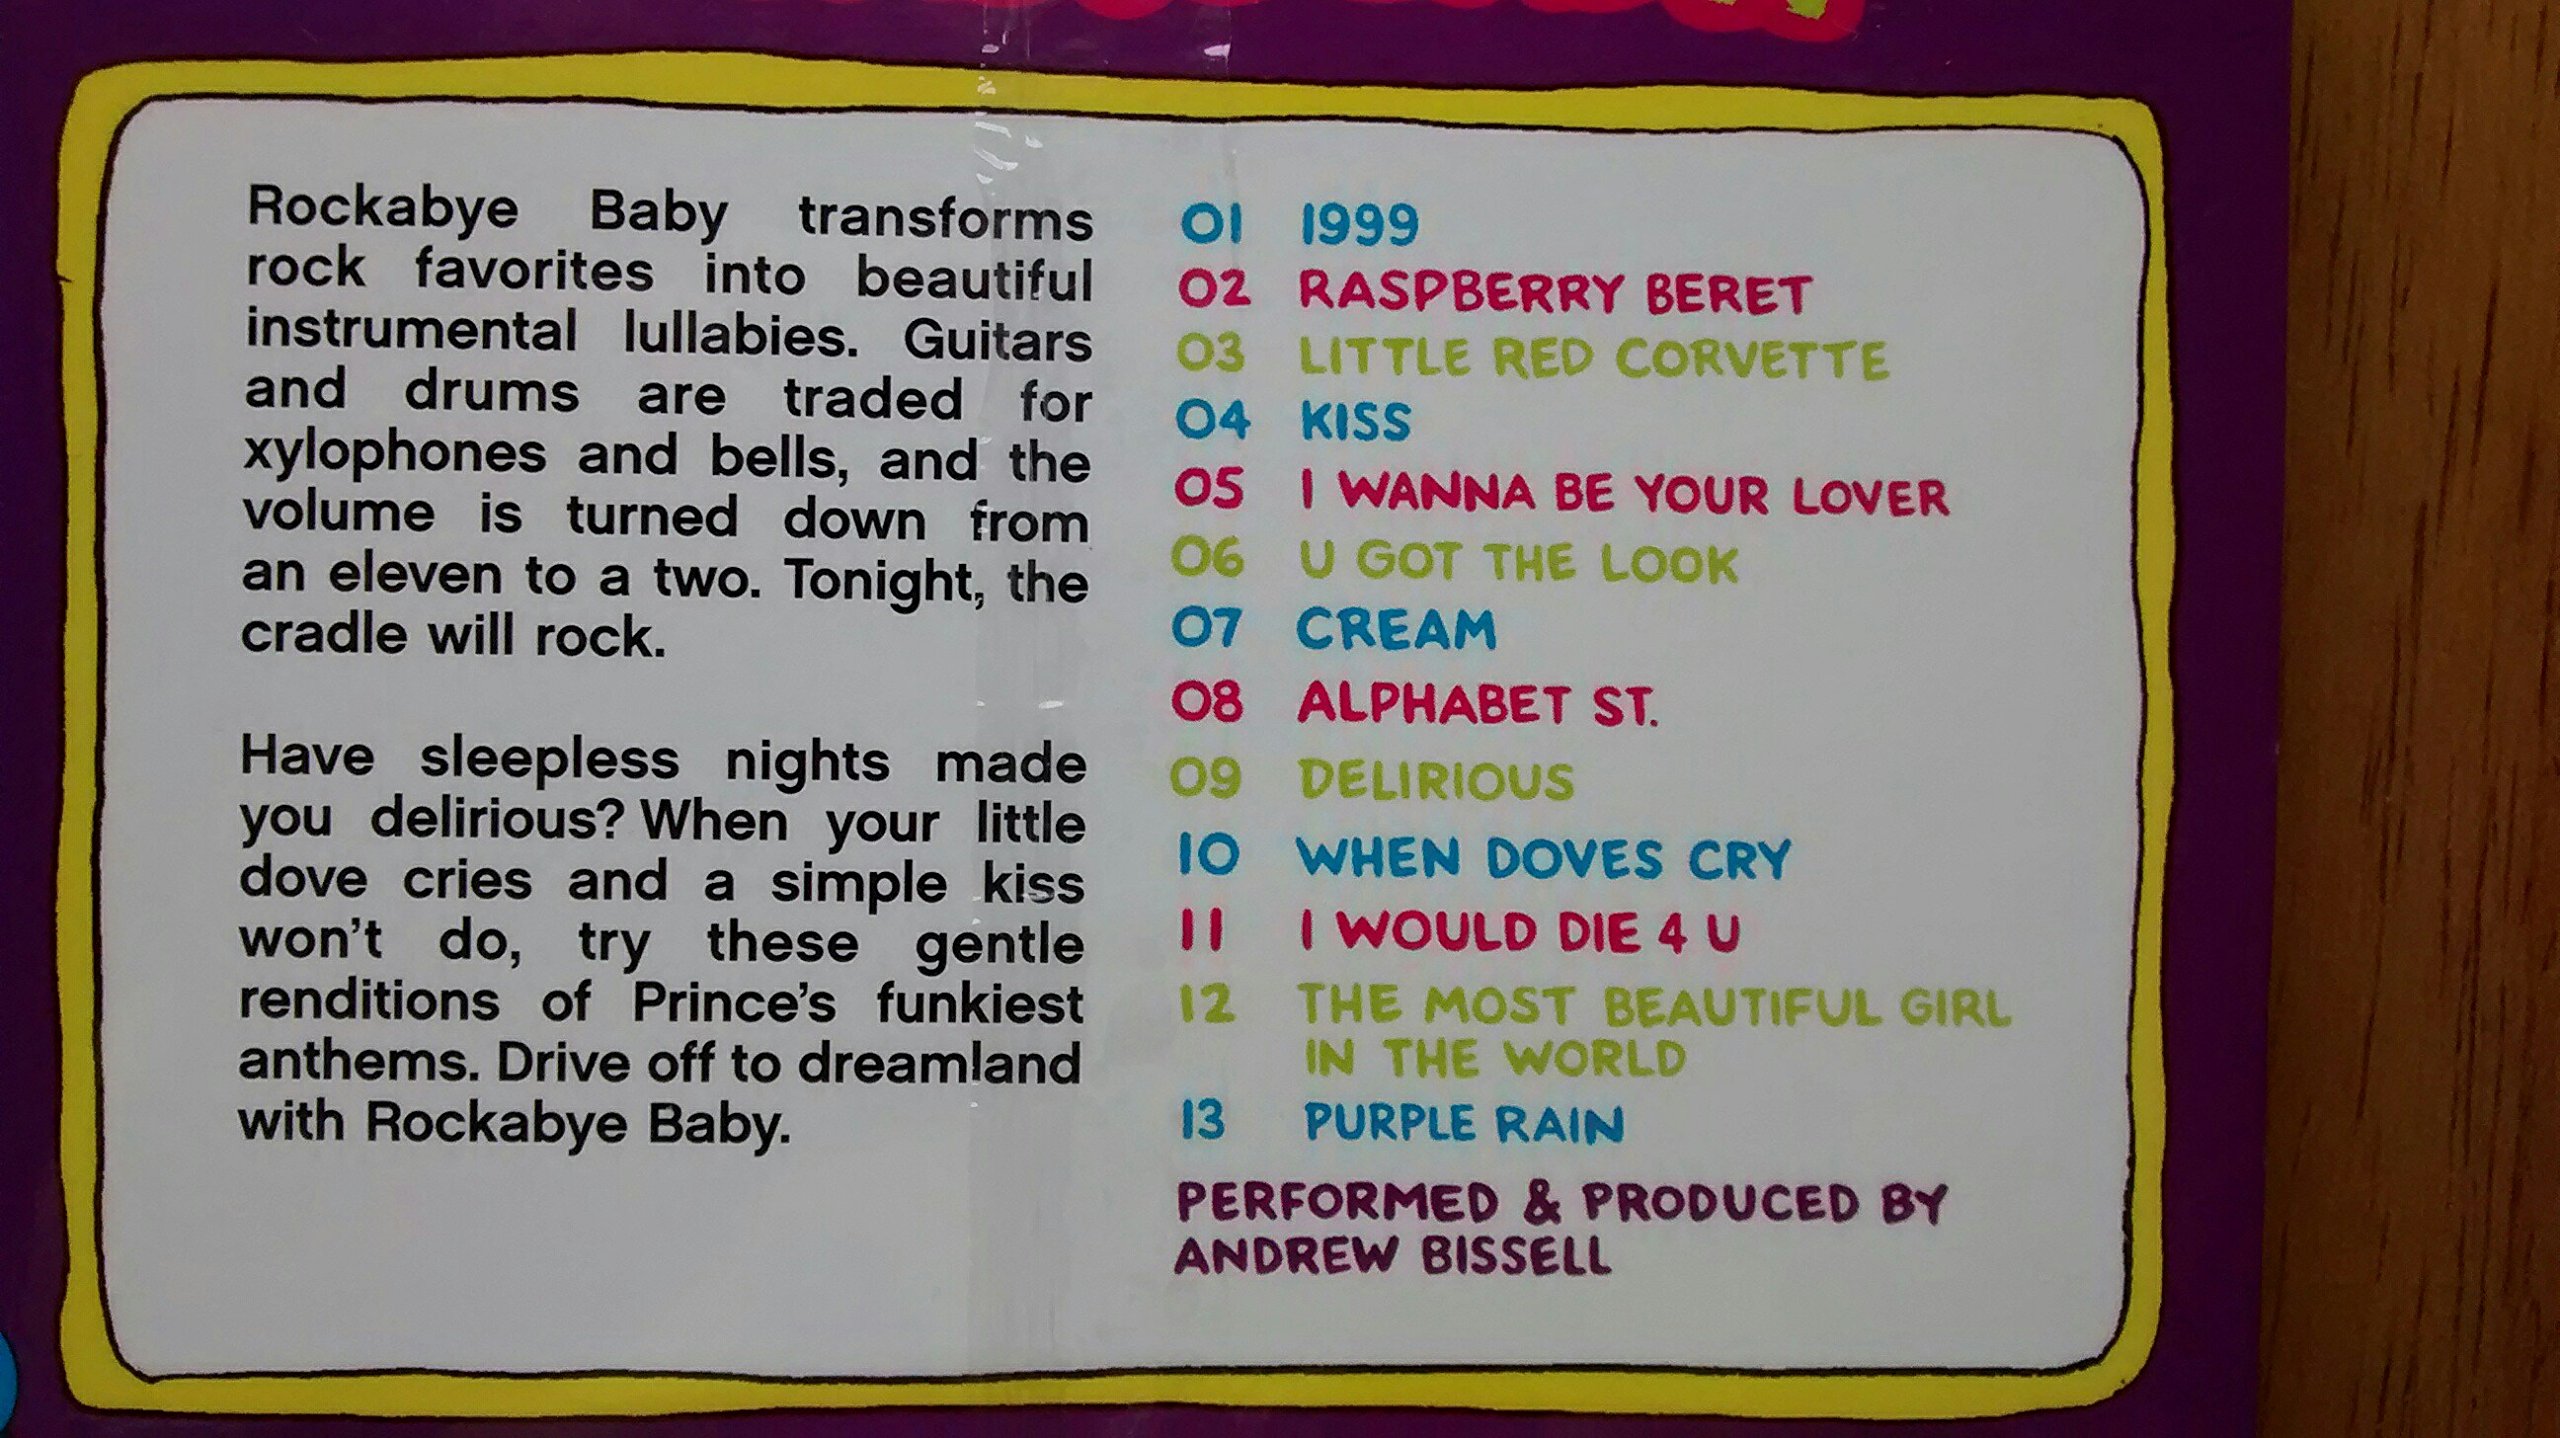 Rockabye Baby transforms
rock favorites into beautiful
instrumental lullabies. Guitars
and drums are traded for
xylophones and bells, and the
volume is turned down from
an eleven to a two. Tonight, the
cradle will rock.
Have sleepless nights made
you delirious? When your little
dove cries and a simple kiss
won't do, try these gentle
renditions of Prince's funkiest
anthems. Drive off to dreamland
with Rockabye Baby.
01 1999
02 RASPBERRY BERET
03 LITTLE RED CORVETTE
04 KISS
05 I WANNA BE YOUR LOVER
06 U GOT THE LOOK
07 CREAM
08 ALPHABET ST.
09 DELIRIOUS
10 WHEN DOVES CRY
11 I WOULD DIE 4 U
12 THE MOST BEAUTIFUL GIRL
IN THE WORLD
13 PURPLE RAIN
PERFORMED & PRODUCED BY
ANDREW BISSELL